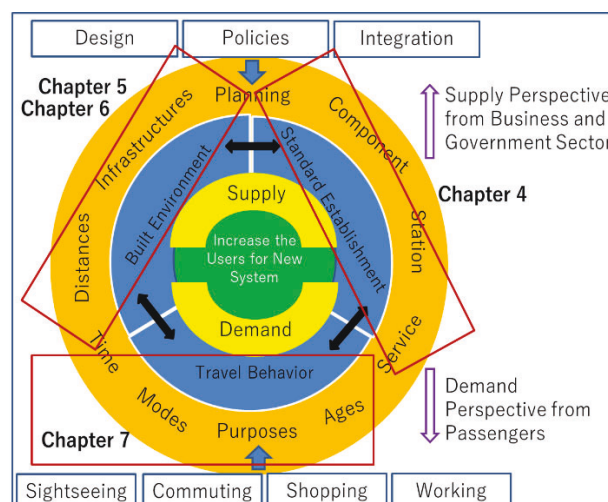 Design
Policies
Integration
Chapter 5
Chapter 6
Planning
Infrastructures
Component
Supply Perspective
from Business and
Government Sector
Built Environment
Standard Establishment
Supply
Chapter 4
Distances
Station
Increase the
Users for New
System
Demand
Time
Service
Travel Behavior
Modes
Purposes
Ages
Demand
Perspective from
Passengers
Chapter 7
Sightseeing
Commuting
Shopping
Working